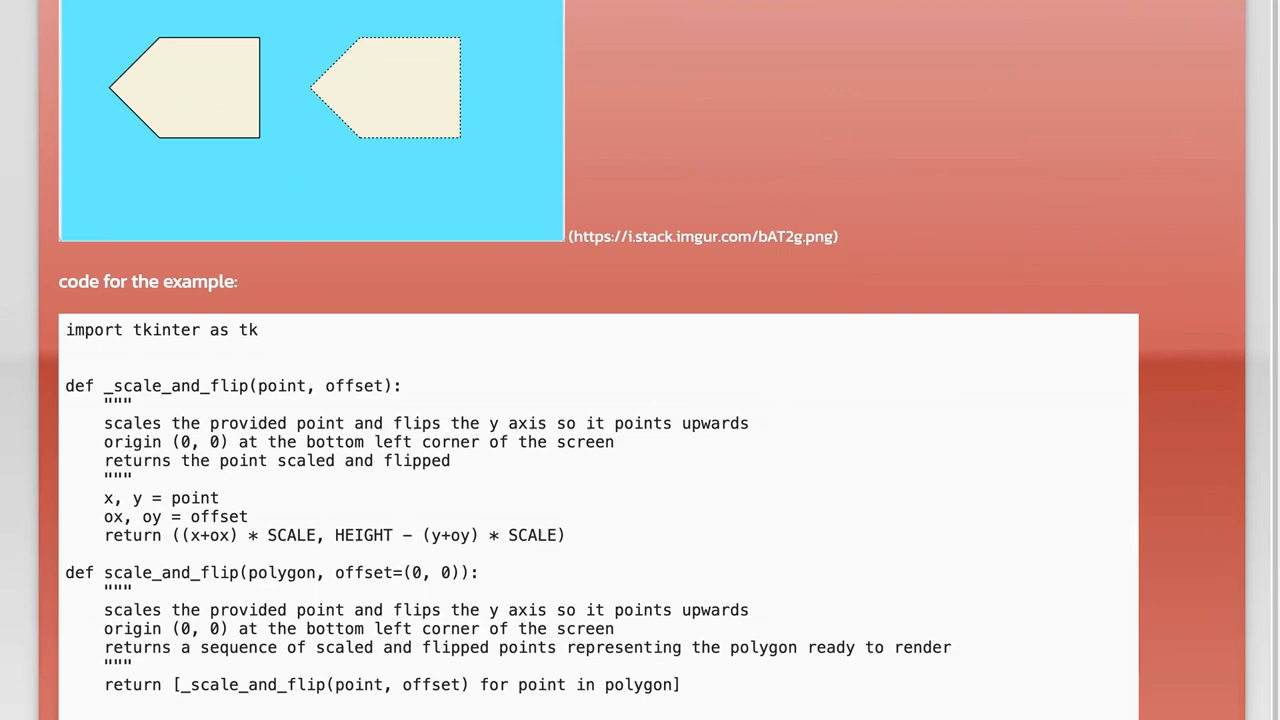 (https://i.stack.imgur.com/bAT2g.png)
code for the example:
import tkinter as tk
def _scale_and_flip(point, offset):
"""
scales the provided point and flips the y axis so it points upwards
origin (0, 0) at the bottom left corner of the screen
returns the point scaled and flipped
"""
x, y = point
ox, oy = offset
return ((x+ox) * SCALE, HEIGHT - (y+oy) * SCALE)
def scale_and_flip(polygon, offset=(0, 0)):
"""
scales the provided point and flips the y axis so it points upwards
origin (0, 0) at the bottom left corner of the screen
returns a sequence of scaled and flipped points representing the polygon ready to render
"""
return [_scale_and_flip(point, offset) for point in polygon]